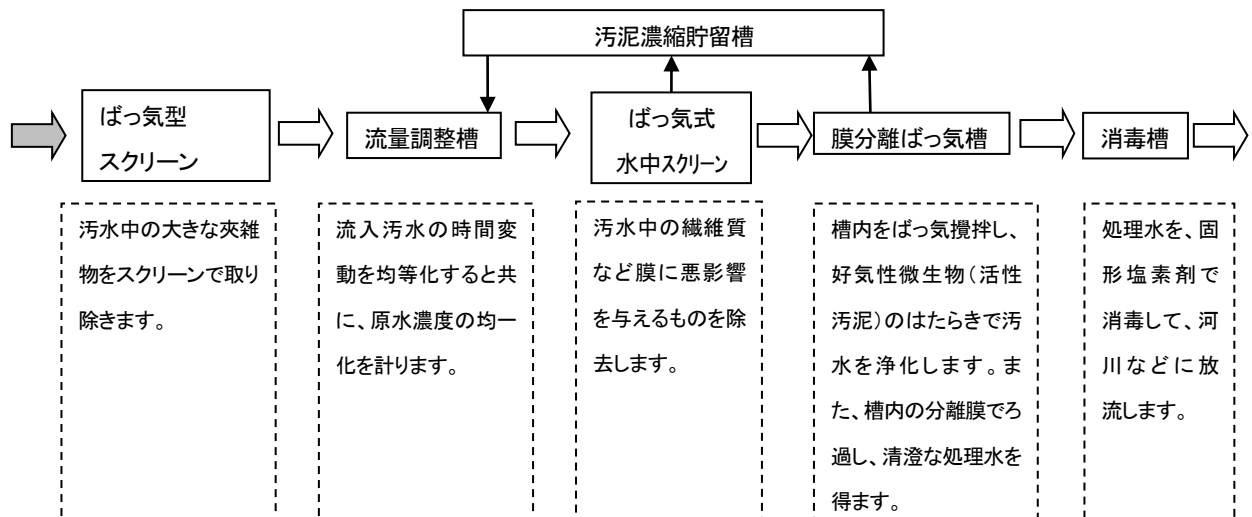 汚泥濃縮貯留槽
ばっ気型
スクリーン
流量調整槽
ばっ気式
水中スクリーン
膜分離ばっ気槽
消毒槽
汚水中の大きな夾雑
物をスクリーンで取り
除きます。
流入汚水の時間変
動を均等化すると共
に、原水濃度の均一
化を計ります。
汚水中の繊維質
など膜に悪影響
を与えるものを除
去します。
槽内をばっ気攪拌し、
好気性微生物（活性
汚泥）のはたらきで汚
水を浄化します。ま
た、槽内の分離膜でろ
過し、清澄な処理水を
得ます。
処理水を、固
形塩素剤で
消毒して、河
川などに放
流します。